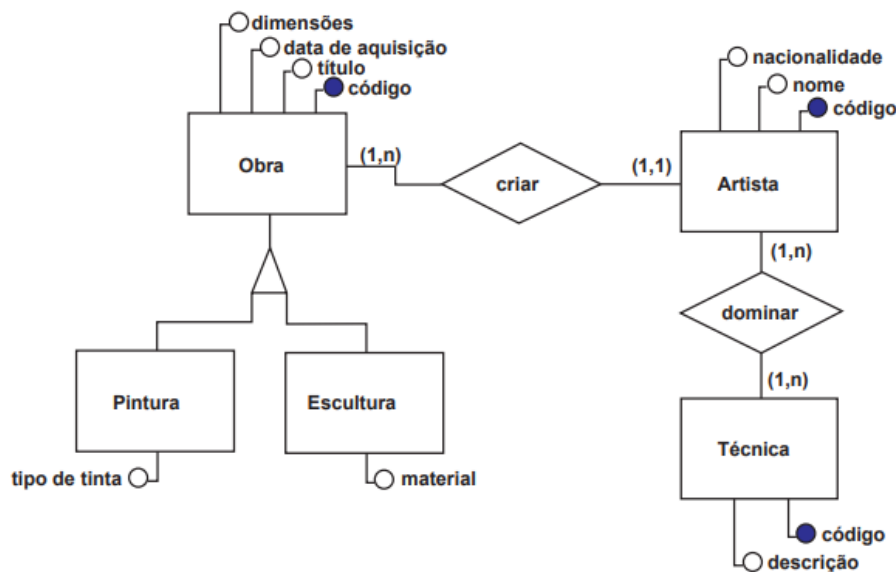 dimensões
data de aquisição
título
código
Obra
(1,n)
criar
(1,1)
nacionalidade
nome
código
Artista
(1,n)
dominar
(1,n)
Técnica
código
descrição
Pintura
tipo de tinta
Escultura
material